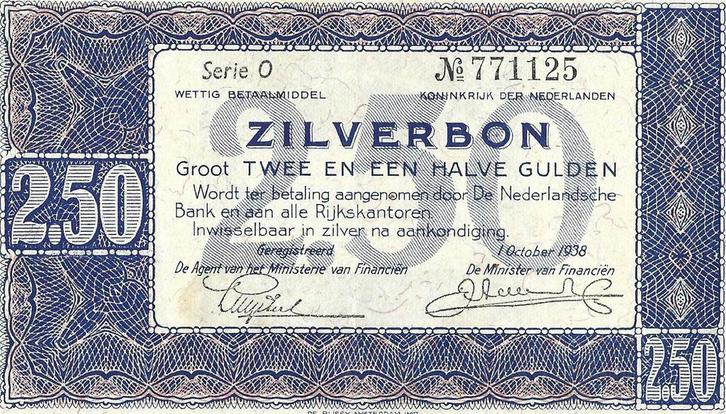 Serie O № 771125
WETTIG BETAALMIDDEL KONINKRIJK DER NEDERLANDEN
250
ZILVERBON
Groot TWEE EN EEN HALVE GULDEN
Wordt ter betaling aangenomen door De Nederlandsche
Bank en aan alle Rijkskantoren.
Inwisselbaar in zilver na aankondiging.
Geregistreerd 1 October 1938
De Agent van het Ministerie van Financiën De Minister van Financiën
2.50
2.50